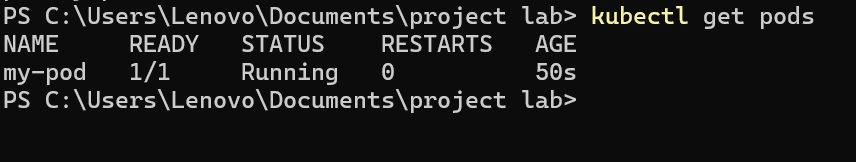 PS C:\Users\Lenovo\Documents\project lab> kubectl get pods
NAME     READY   STATUS    RESTARTS   AGE
my-pod   1/1     Running   0          50s
PS C:\Users\Lenovo\Documents\project lab>